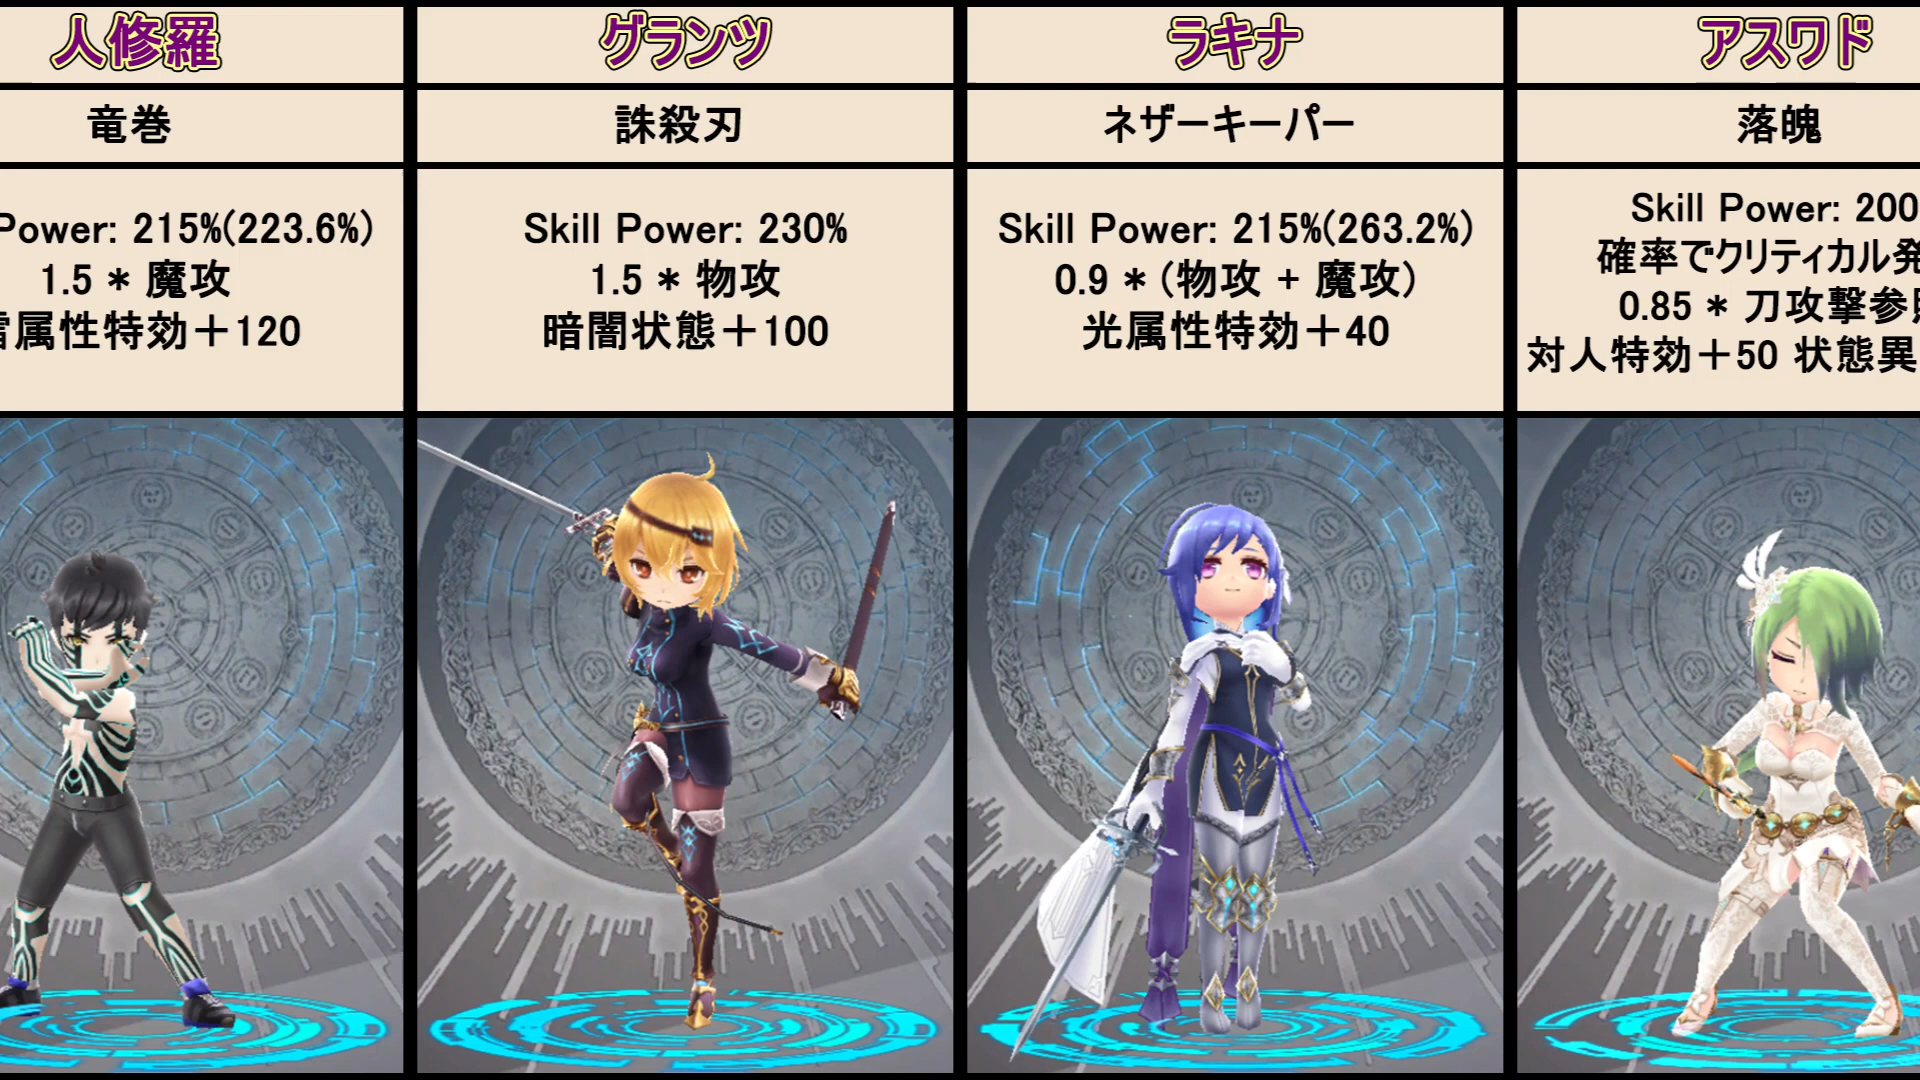 人修羅
竜巻
Power: 215%(223.6%)
1.5 * 魔攻
雷属性特効＋120
グランツ
誅殺刃
Skill Power: 230%
1.5 * 物攻
暗闇状態＋100
ラキナ
ネザーキーパー
Skill Power: 215%(263.2%)
0.9 * (物攻 + 魔攻)
光属性特効＋40
アスワド
落魄
Skill Power: 200
確率でクリティカル発
0.85 * 刀攻撃参照
対人特効＋50 状態異